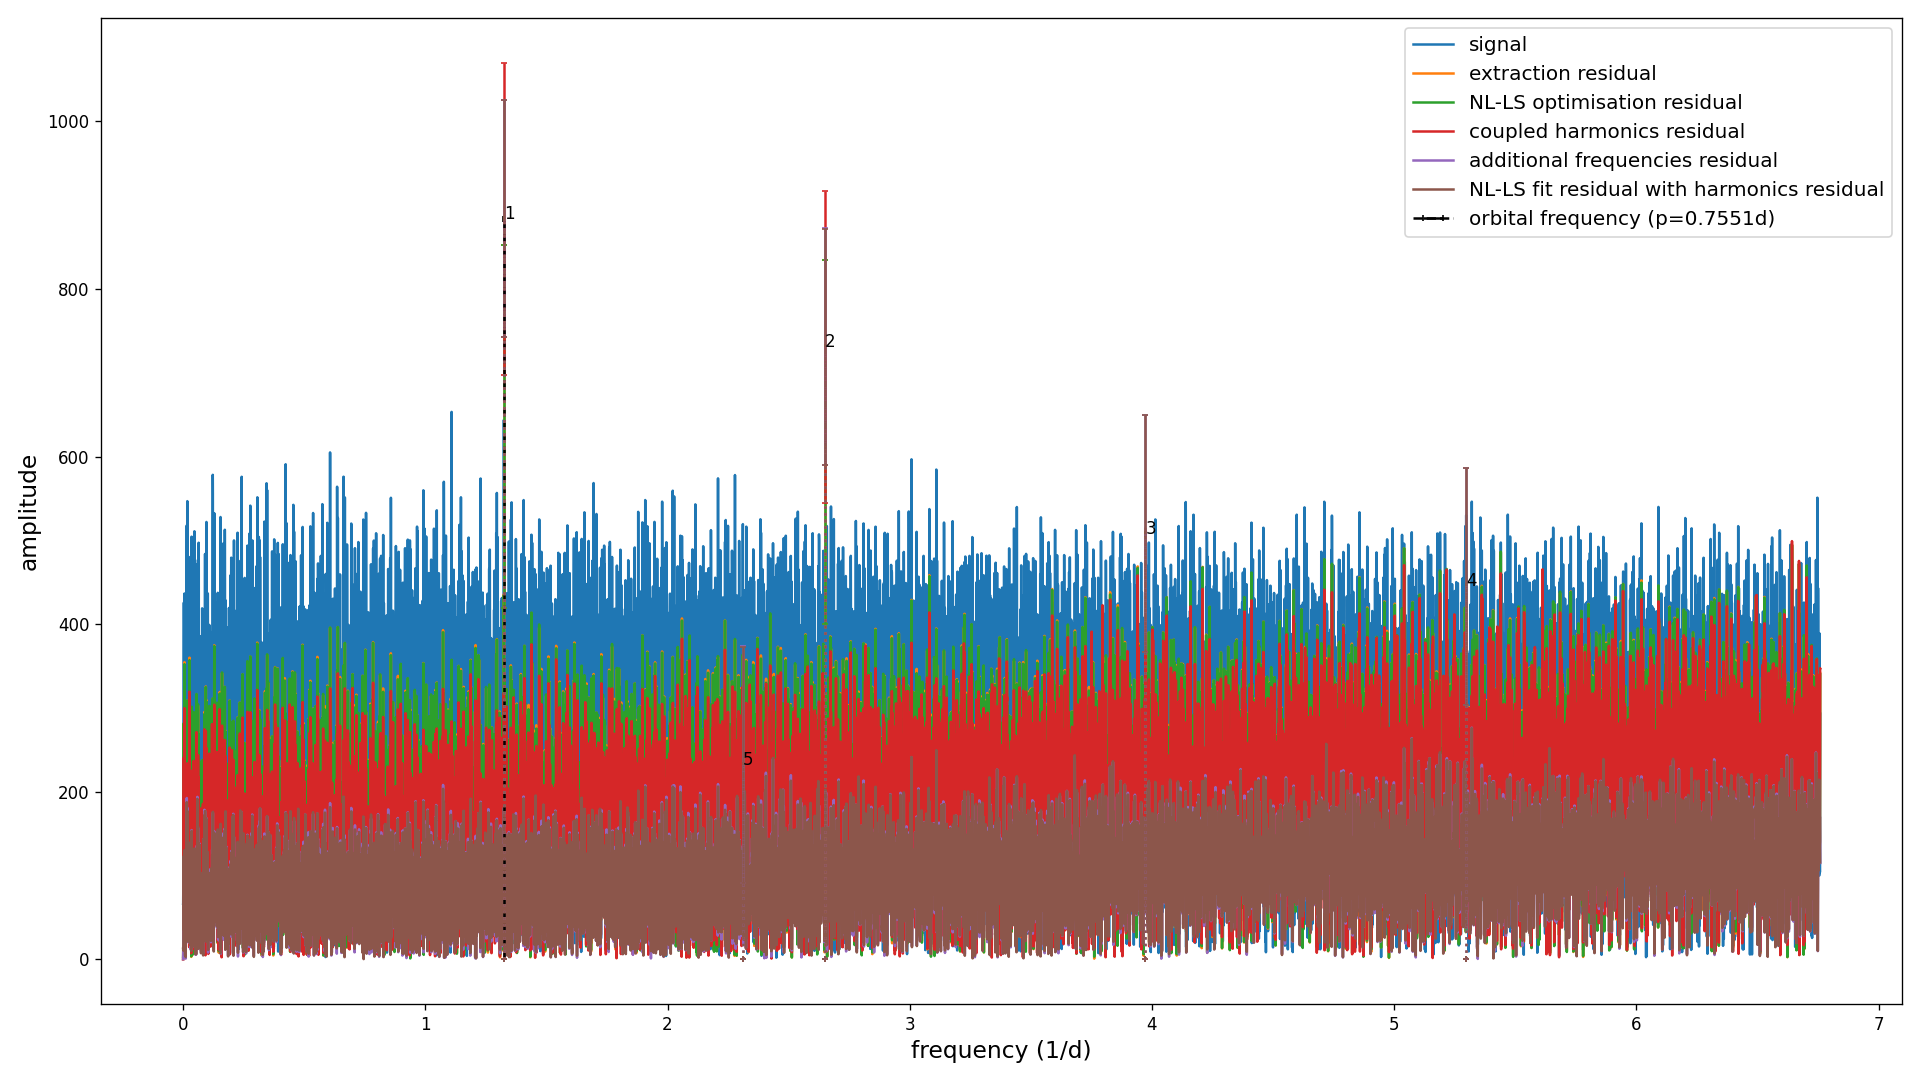 signal
extraction residual
NL-LS optimisation residual
coupled harmonics residual
additional frequencies residual
NL-LS fit residual with harmonics residual
orbital frequency (p=0.7551d)
amplitude
1000
800
600
400
200
0
1
2
3
4
5
0 1 2 3 4 5 6 7
frequency (1/d)